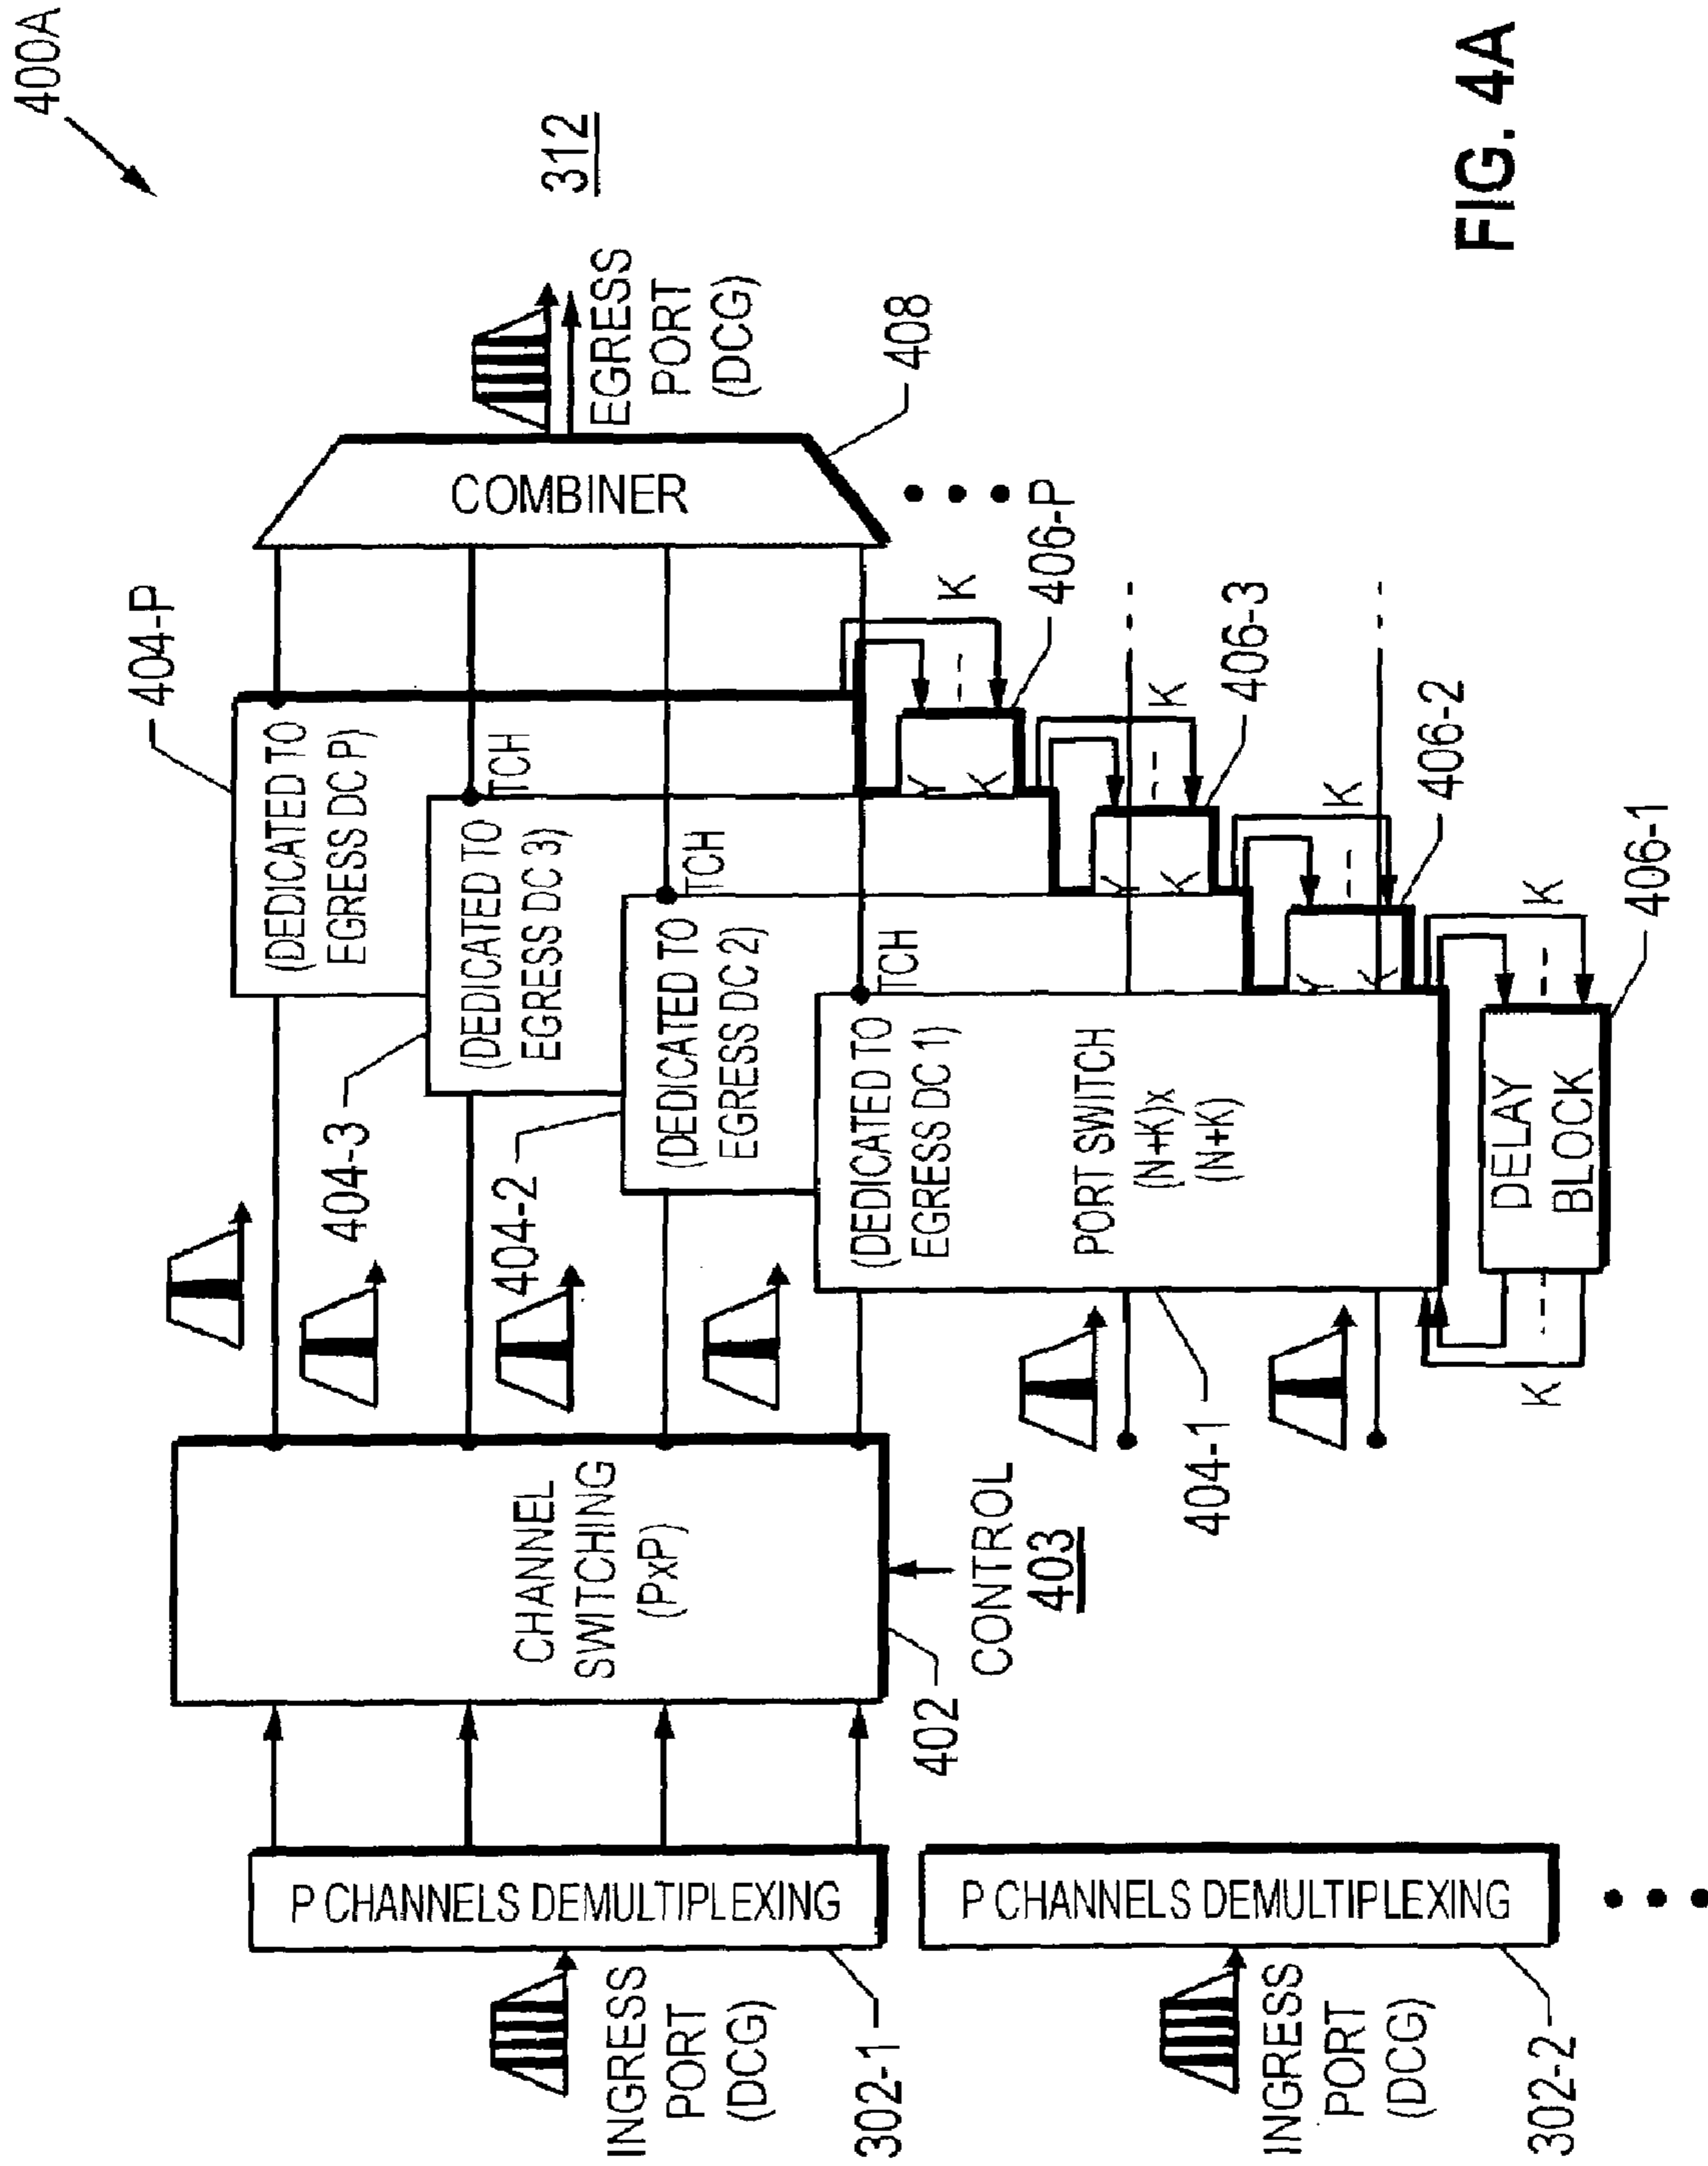 400A
312
404-P
EGRESS
PORT
(DCG)
408
COMBINER
(DEDICATED TO
EGRESS DC P)
404-3
TCH
(DEDICATED TO
EGRESS DC 3)
404-2
TCH
(DEDICATED TO
EGRESS DC 2)
TCH
(DEDICATED TO
EGRESS DC 1)
PORT SWITCH
(N+K)x
(N+K)
404-1
K
406-P
K
K
406-3
K
K
406-2
K
K
406-1
DELAY
BLOCK
K
CHANNEL
SWITCHING
(PxP)
402
CONTROL
403
P CHANNELS DEMULTIPLEXING
INGRESS
PORT
(DCG)
302-1
P CHANNELS DEMULTIPLEXING
INGRESS
PORT
(DCG)
302-2
FIG. 4A